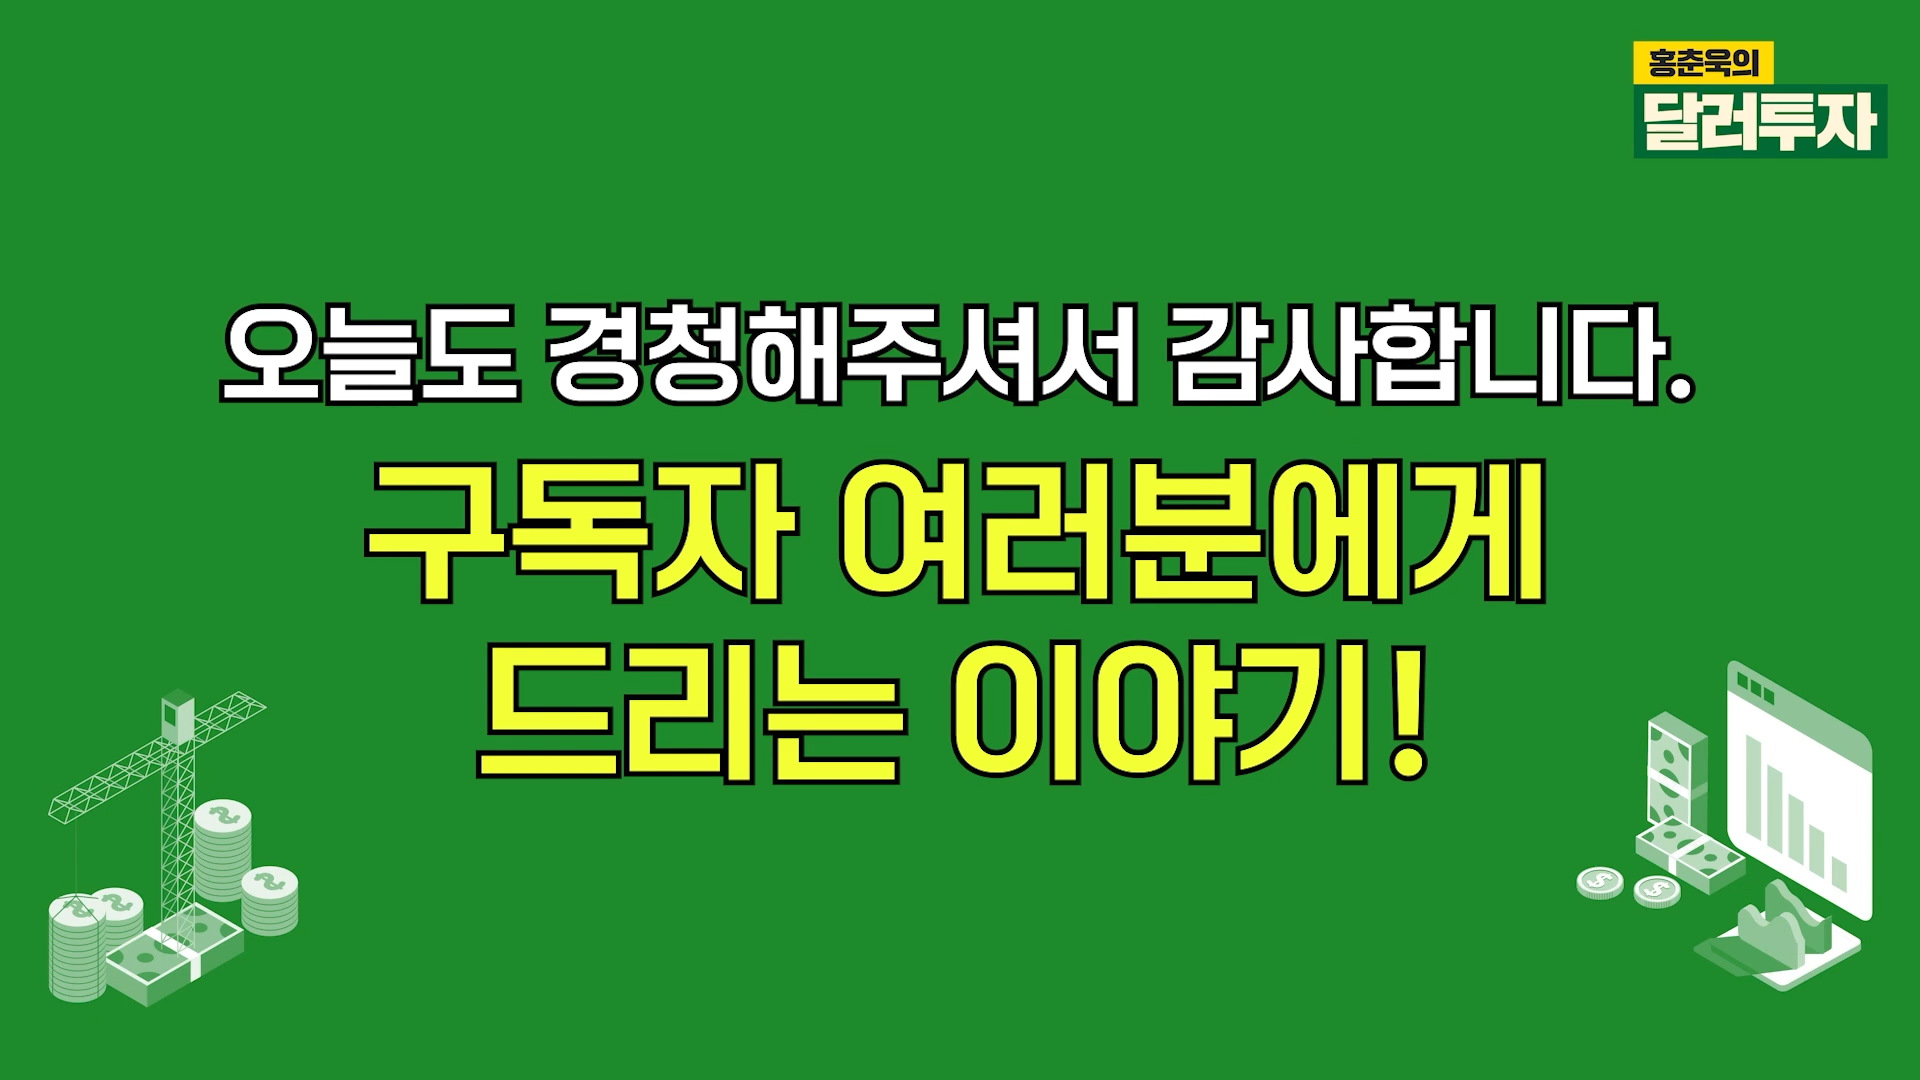 홍춘욱의
달러투자
오늘도 경청해주셔서 감사합니다.
구독자 여러분에게
드리는 이야기!